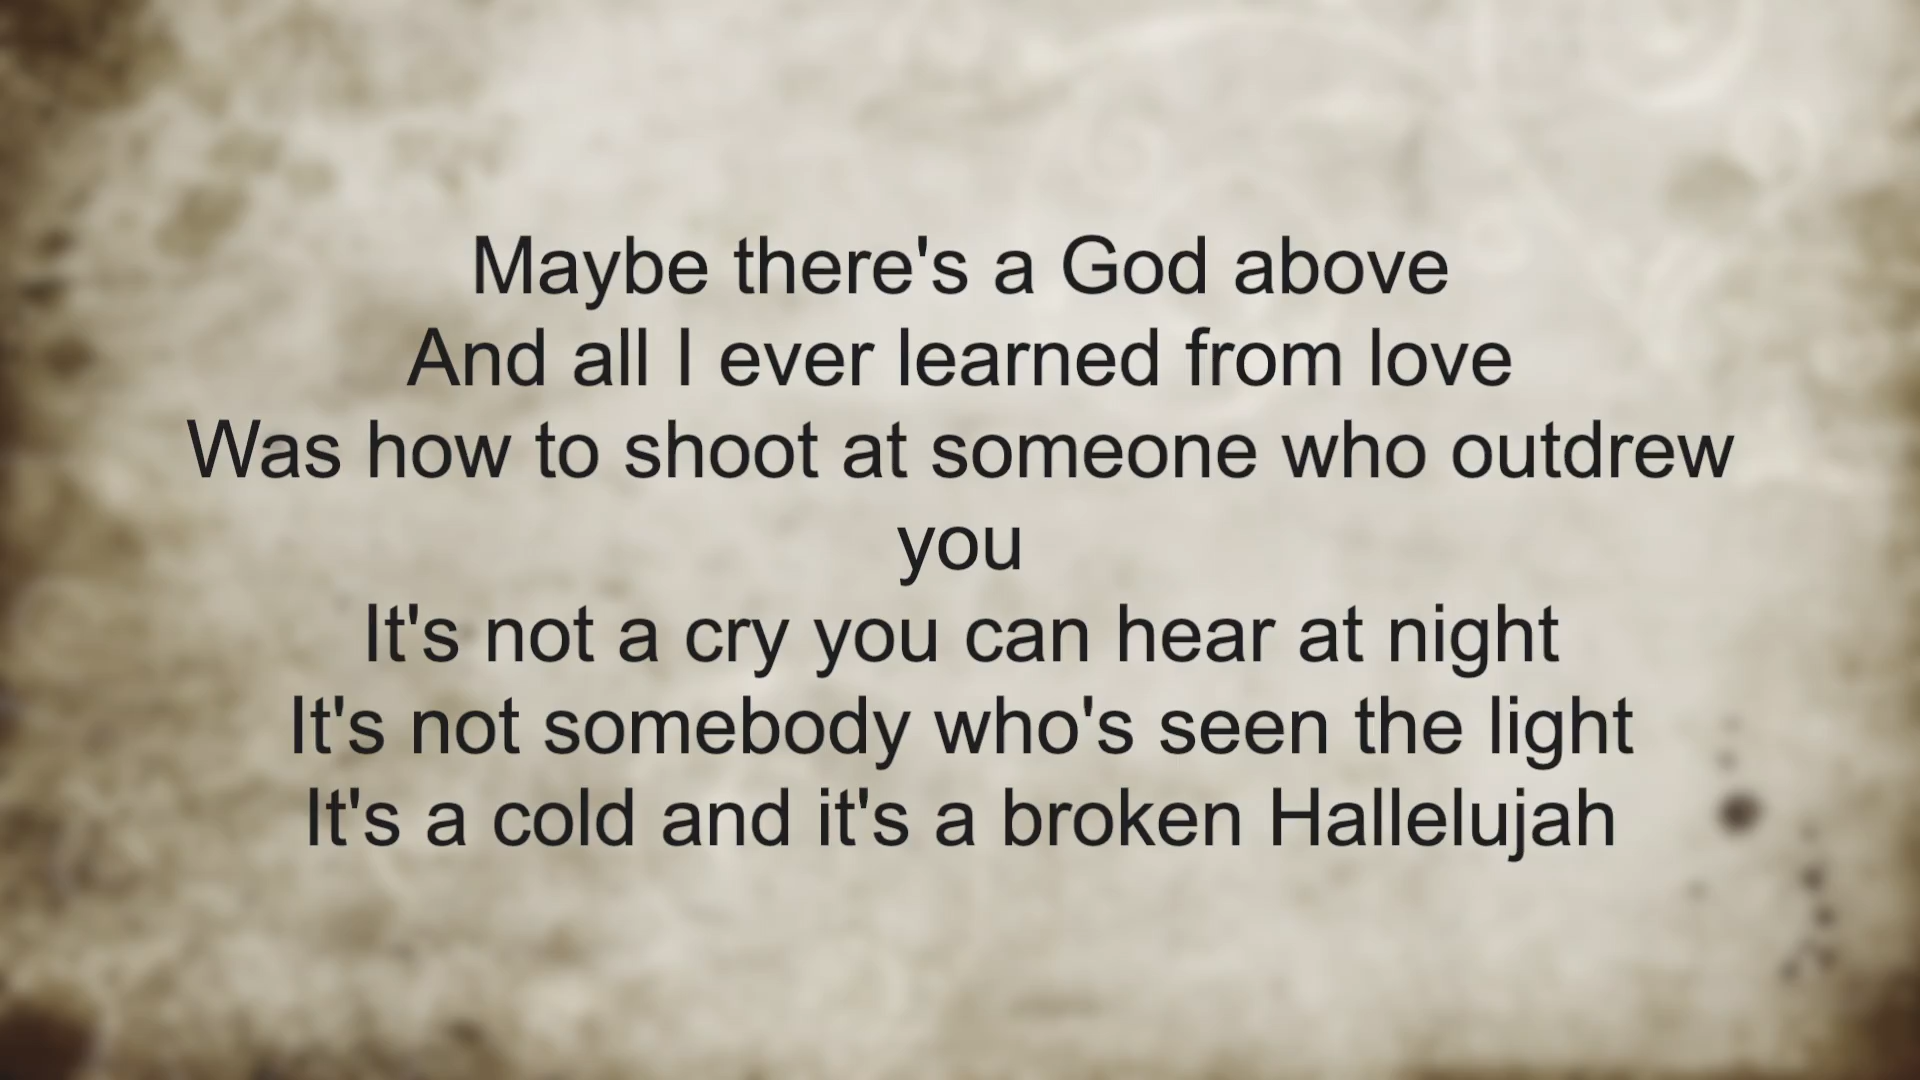 Maybe there's a God above
And all I ever learned from love
Was how to shoot at someone who outdrew
you
It's not a cry you can hear at night
It's not somebody who's seen the light
It's a cold and it's a broken Hallelujah